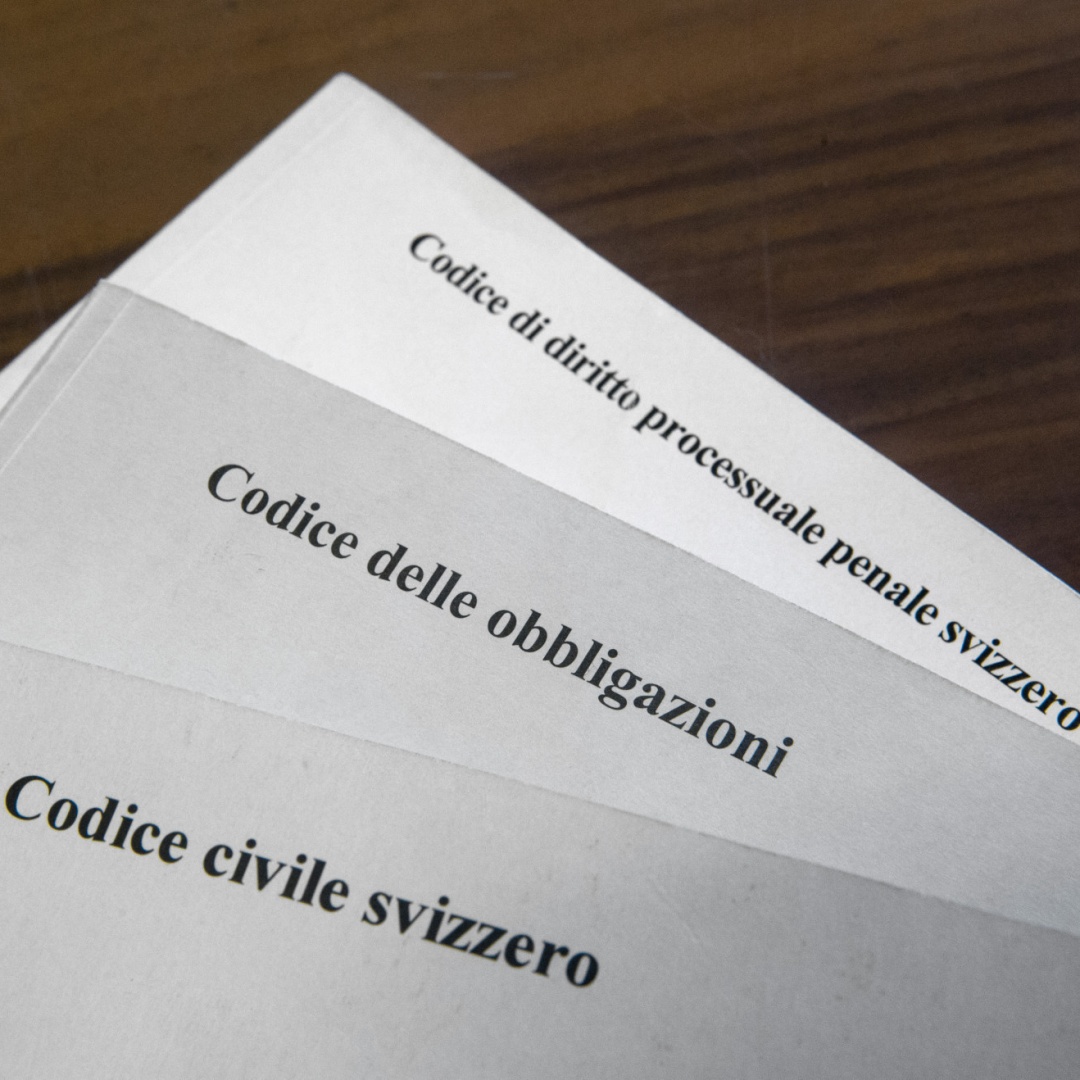 Codice di diritto processuale penale svizzero
Codice delle obbligazioni
Codice civile svizzero